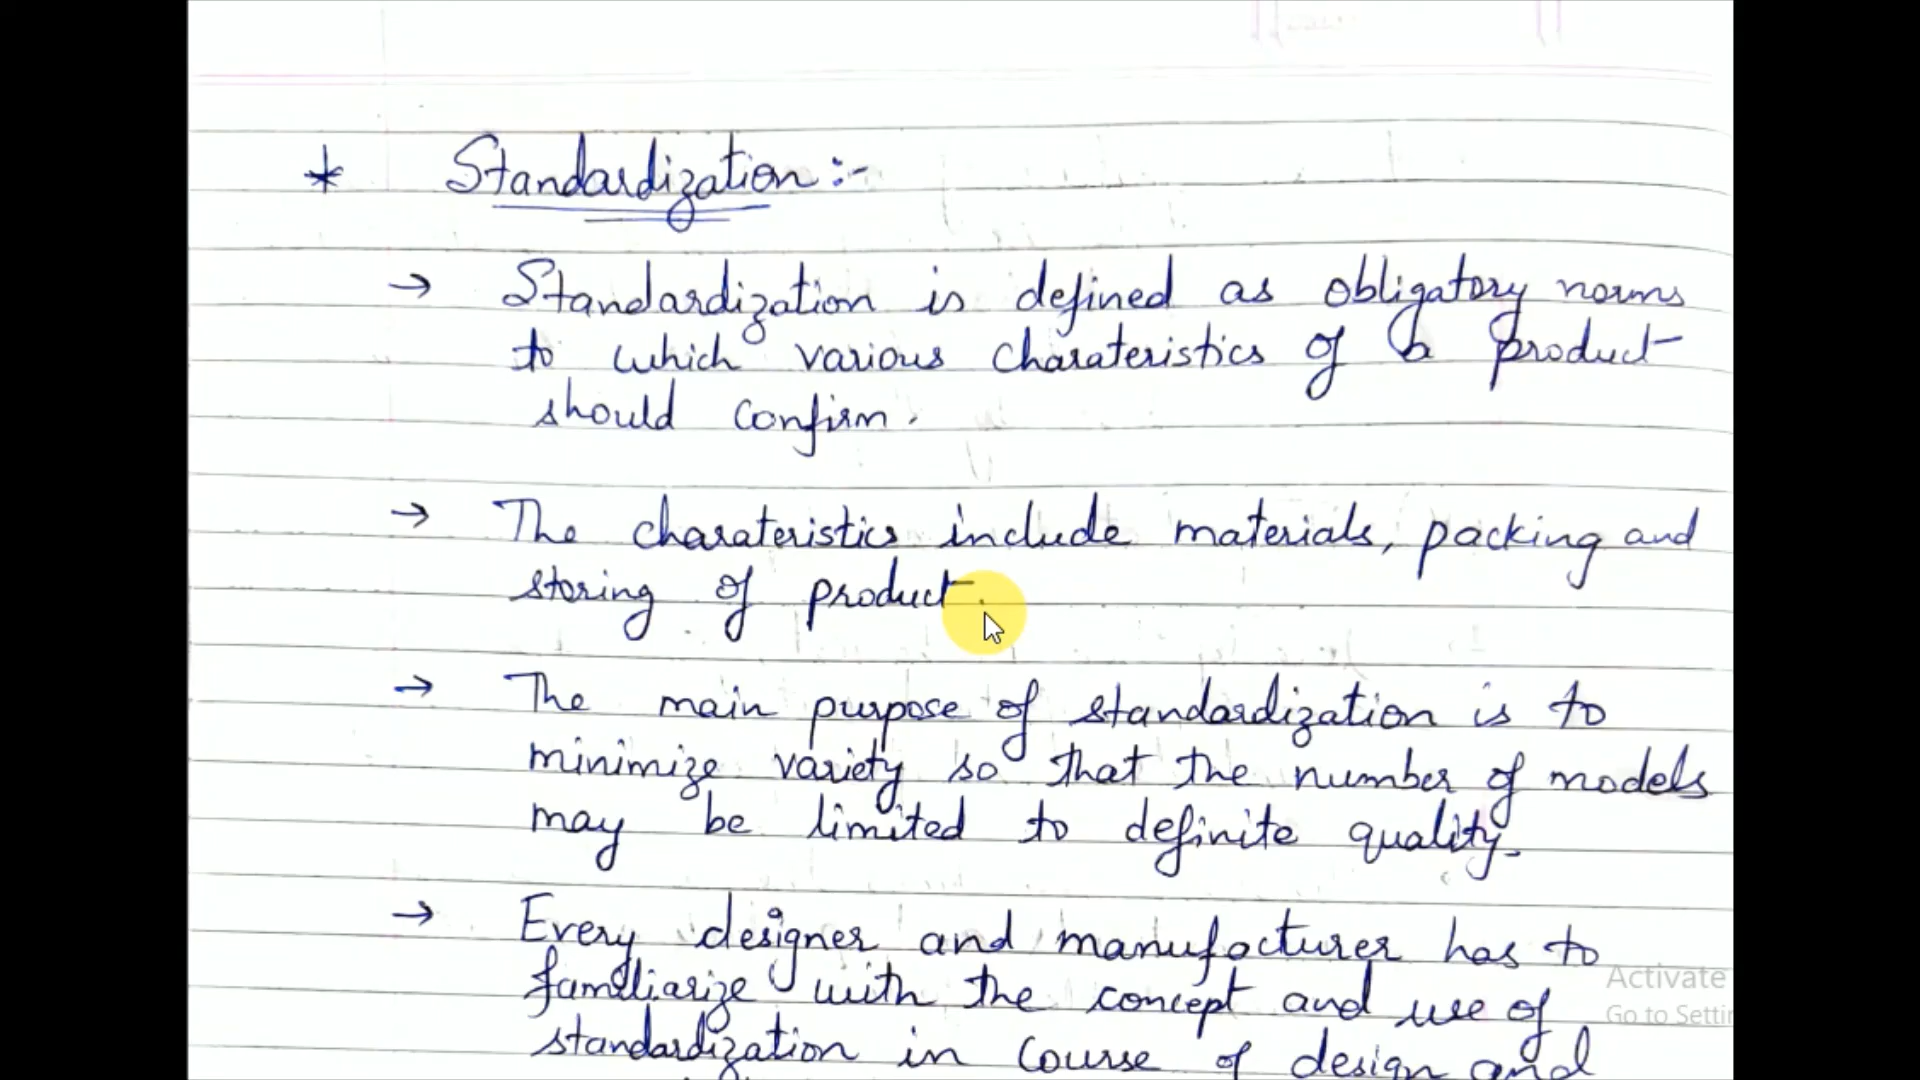 * Standardization :-
→ Standardization is defined as obligatory norms
to which various charateristics of a product
should confirm.
→ The charateristics include materials, packing and
storing of product.
→ The main purpose of standardization is to
minimize variety so that the number of models
may be limited to definite quality.
→ Every designer and manufacturer has to
familiarize with the concept and use of
standardization in course of design and
Activate
Go to Settin